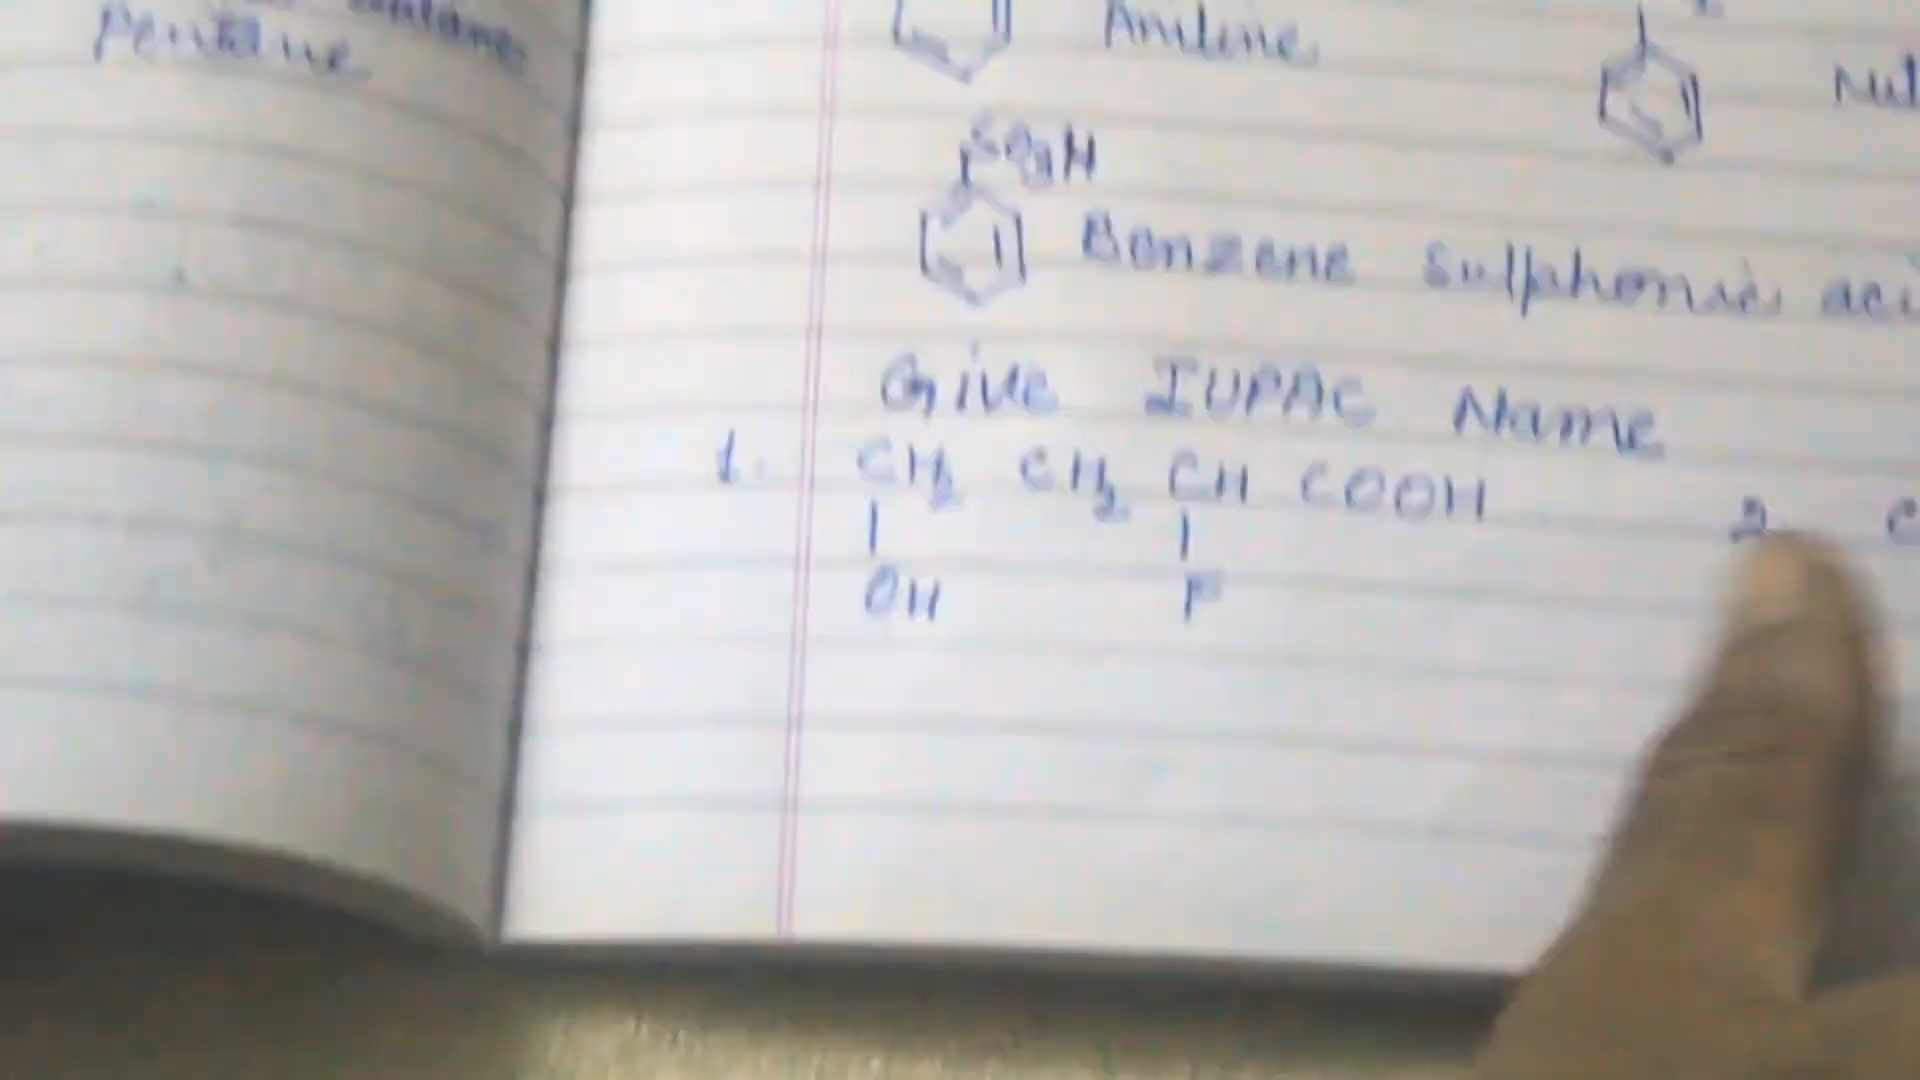 Pentane
Aniline
SO3H
Benzene Sulphonic
Give IUPAC Name
1. CH2 CH2 CH COOH 2
OH F